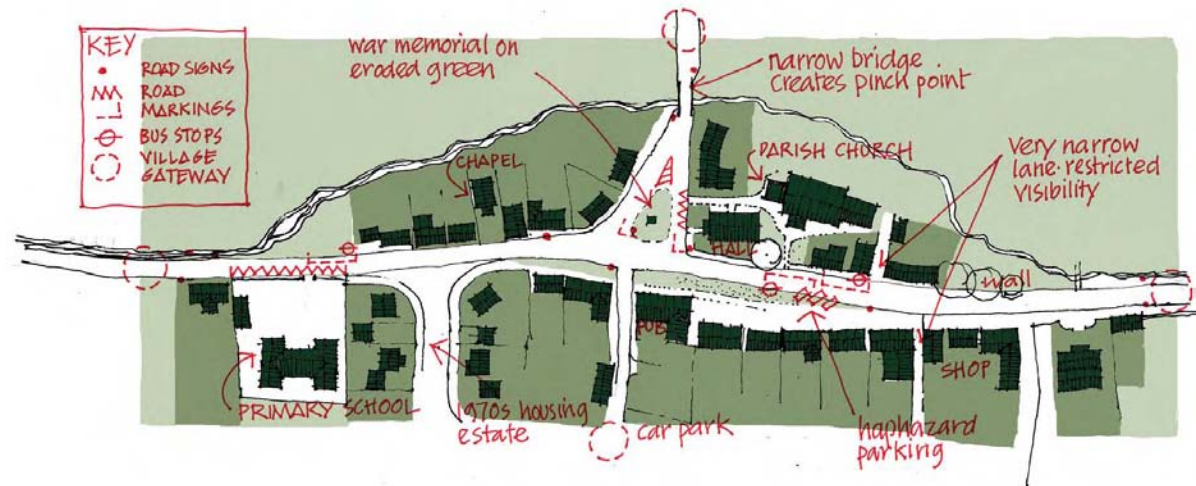 KEY
ROAD SIGNS
ROAD
MARKINGS
BUS STOPS
VILLAGE
GATEWAY
war memorial on
eroded green
narrow bridge
creates pinch point
CHAPEL
PARISH CHURCH
Very narrow
lane·restricted
visibility
HALL
wall
PUB
SHOP
PRIMARY SCHOOL
1970s housing
estate
car park
haphazard
parking